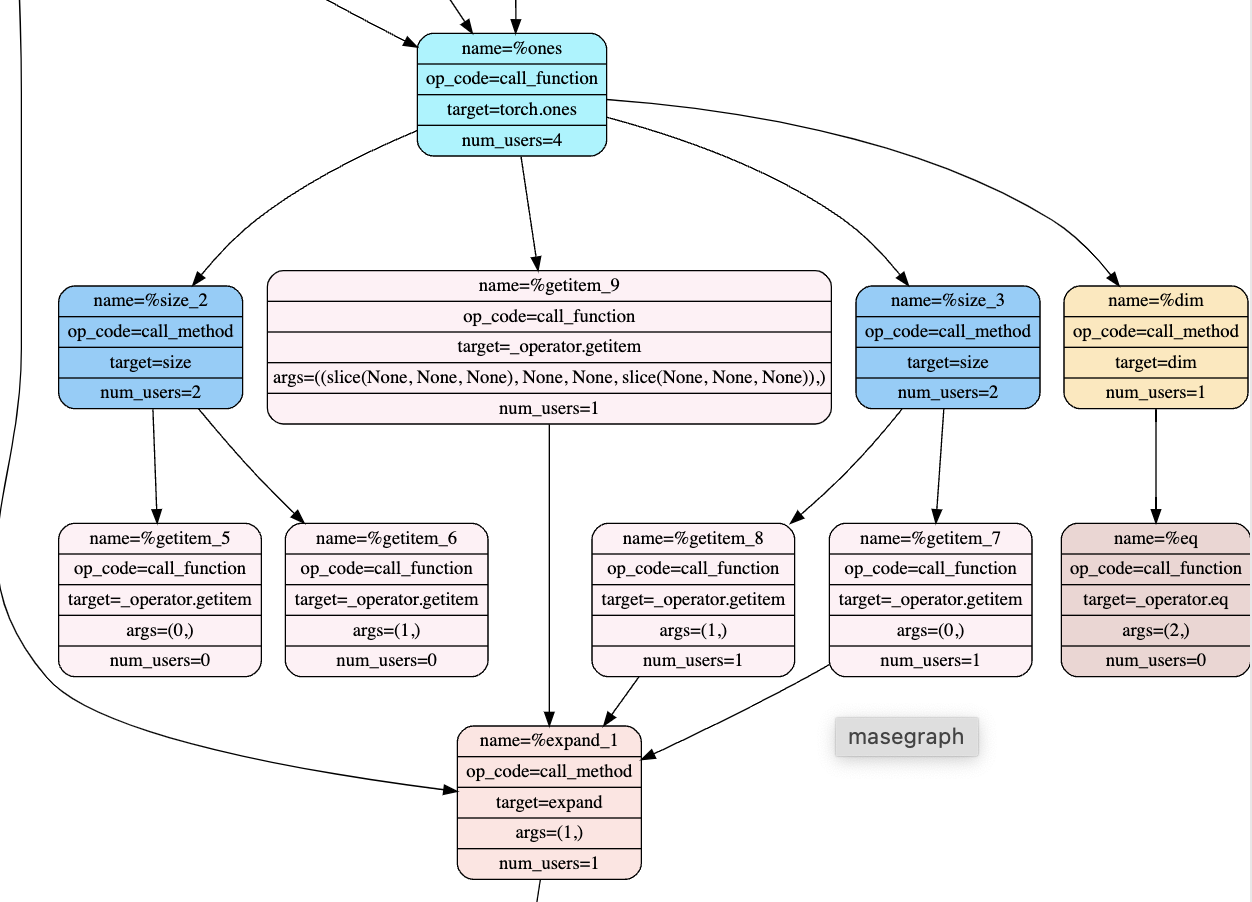 name=%ones
op_code=call_function
target=torch.ones
num_users=4
name=%size_2
op_code=call_method
target=size
num_users=2
name=%getitem_9
op_code=call_function
target=_operator.getitem
args=((slice(None, None, None), None, None, slice(None, None, None)),)
num_users=1
name=%size_3
op_code=call_method
target=size
num_users=2
name=%dim
op_code=call_method
target=dim
num_users=1
name=%getitem_5
op_code=call_function
target=_operator.getitem
args=(0,)
num_users=0
name=%getitem_6
op_code=call_function
target=_operator.getitem
args=(1,)
num_users=0
name=%getitem_8
op_code=call_function
target=_operator.getitem
args=(1,)
num_users=1
name=%getitem_7
op_code=call_function
target=_operator.getitem
args=(0,)
num_users=1
name=%eq
op_code=call_function
target=_operator.eq
args=(2,)
num_users=0
name=%expand_1
op_code=call_method
target=expand
args=(1,)
num_users=1
masegraph